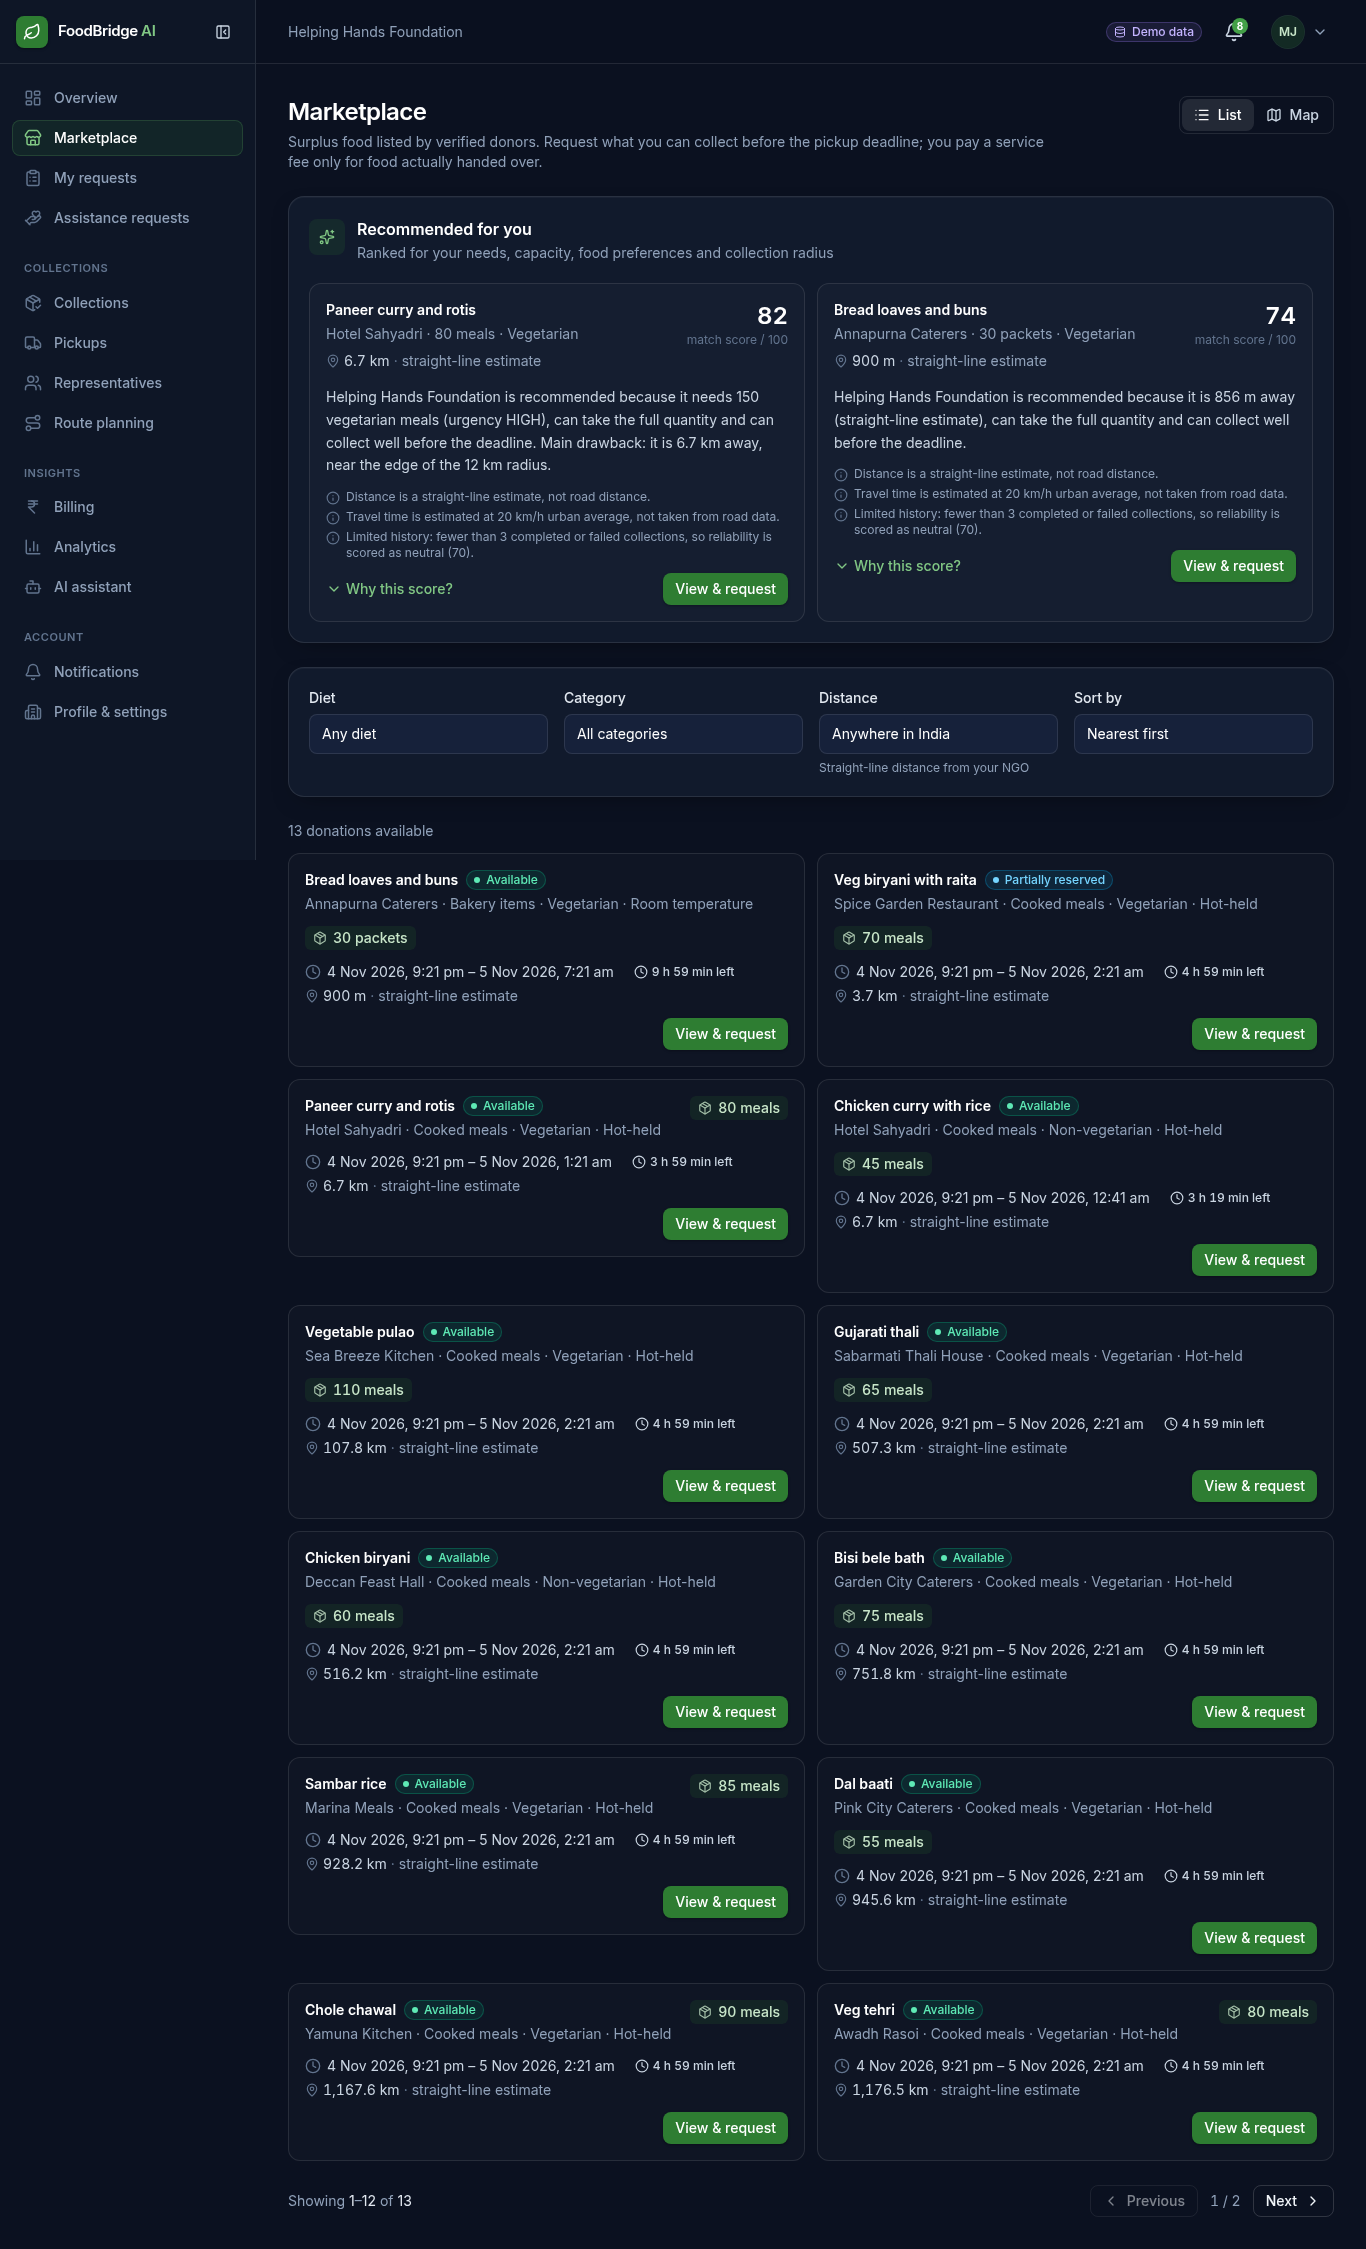 FoodBridge AI
Helping Hands Foundation
Demo data
8
MJ
Overview
Marketplace
My requests
Assistance requests
COLLECTIONS
Collections
Pickups
Representatives
Route planning
INSIGHTS
Billing
Analytics
AI assistant
ACCOUNT
Notifications
Profile & settings
Marketplace
Surplus food listed by verified donors. Request what you can collect before the pickup deadline; you pay a service
fee only for food actually handed over.
List
Map
Recommended for you
Ranked for your needs, capacity, food preferences and collection radius
Paneer curry and rotis
82
Hotel Sahyadri · 80 meals · Vegetarian
match score / 100
6.7 km · straight-line estimate
Helping Hands Foundation is recommended because it needs 150
vegetarian meals (urgency HIGH), can take the full quantity and can
collect well before the deadline. Main drawback: it is 6.7 km away,
near the edge of the 12 km radius.
Distance is a straight-line estimate, not road distance.
Travel time is estimated at 20 km/h urban average, not taken from road data.
Limited history: fewer than 3 completed or failed collections, so reliability is
scored as neutral (70).
Why this score?
View & request
Bread loaves and buns
74
Annapurna Caterers · 30 packets · Vegetarian
match score / 100
900 m · straight-line estimate
Helping Hands Foundation is recommended because it is 856 m away
(straight-line estimate), can take the full quantity and can collect well
before the deadline.
Distance is a straight-line estimate, not road distance.
Travel time is estimated at 20 km/h urban average, not taken from road data.
Limited history: fewer than 3 completed or failed collections, so reliability is
scored as neutral (70).
Why this score?
View & request
Diet
Any diet
Category
All categories
Distance
Anywhere in India
Straight-line distance from your NGO
Sort by
Nearest first
13 donations available
Bread loaves and buns Available
Annapurna Caterers · Bakery items · Vegetarian · Room temperature
30 packets
4 Nov 2026, 9:21 pm – 5 Nov 2026, 7:21 am 9 h 59 min left
900 m · straight-line estimate
View & request
Veg biryani with raita Partially reserved
Spice Garden Restaurant · Cooked meals · Vegetarian · Hot-held
70 meals
4 Nov 2026, 9:21 pm – 5 Nov 2026, 2:21 am 4 h 59 min left
3.7 km · straight-line estimate
View & request
Paneer curry and rotis Available
80 meals
Hotel Sahyadri · Cooked meals · Vegetarian · Hot-held
4 Nov 2026, 9:21 pm – 5 Nov 2026, 1:21 am 3 h 59 min left
6.7 km · straight-line estimate
View & request
Chicken curry with rice Available
Hotel Sahyadri · Cooked meals · Non-vegetarian · Hot-held
45 meals
4 Nov 2026, 9:21 pm – 5 Nov 2026, 12:41 am 3 h 19 min left
6.7 km · straight-line estimate
View & request
Vegetable pulao Available
Sea Breeze Kitchen · Cooked meals · Vegetarian · Hot-held
110 meals
4 Nov 2026, 9:21 pm – 5 Nov 2026, 2:21 am 4 h 59 min left
107.8 km · straight-line estimate
View & request
Gujarati thali Available
Sabarmati Thali House · Cooked meals · Vegetarian · Hot-held
65 meals
4 Nov 2026, 9:21 pm – 5 Nov 2026, 2:21 am 4 h 59 min left
507.3 km · straight-line estimate
View & request
Chicken biryani Available
Deccan Feast Hall · Cooked meals · Non-vegetarian · Hot-held
60 meals
4 Nov 2026, 9:21 pm – 5 Nov 2026, 2:21 am 4 h 59 min left
516.2 km · straight-line estimate
View & request
Bisi bele bath Available
Garden City Caterers · Cooked meals · Vegetarian · Hot-held
75 meals
4 Nov 2026, 9:21 pm – 5 Nov 2026, 2:21 am 4 h 59 min left
751.8 km · straight-line estimate
View & request
Sambar rice Available
85 meals
Marina Meals · Cooked meals · Vegetarian · Hot-held
4 Nov 2026, 9:21 pm – 5 Nov 2026, 2:21 am 4 h 59 min left
928.2 km · straight-line estimate
View & request
Dal baati Available
Pink City Caterers · Cooked meals · Vegetarian · Hot-held
55 meals
4 Nov 2026, 9:21 pm – 5 Nov 2026, 2:21 am 4 h 59 min left
945.6 km · straight-line estimate
View & request
Chole chawal Available
90 meals
Yamuna Kitchen · Cooked meals · Vegetarian · Hot-held
4 Nov 2026, 9:21 pm – 5 Nov 2026, 2:21 am 4 h 59 min left
1,167.6 km · straight-line estimate
View & request
Veg tehri Available
80 meals
Awadh Rasoi · Cooked meals · Vegetarian · Hot-held
4 Nov 2026, 9:21 pm – 5 Nov 2026, 2:21 am 4 h 59 min left
1,176.5 km · straight-line estimate
View & request
Showing 1–12 of 13
Previous
1 / 2
Next